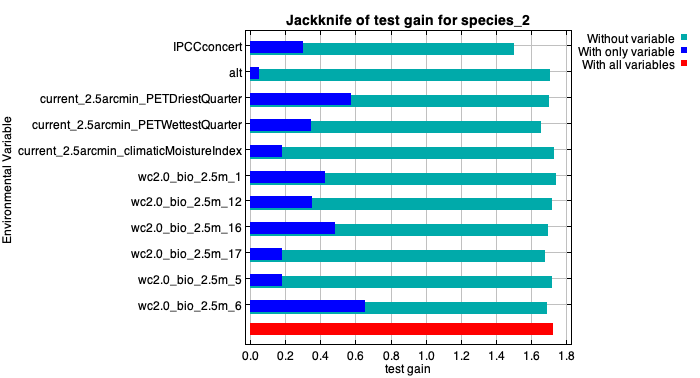 Jackknife of test gain for species_2
Without variable
With only variable
With all variables
Environmental Variable
IPCCconcert
alt
current_2.5arcmin_PETDriestQuarter
current_2.5arcmin_PETWettestQuarter
current_2.5arcmin_climaticMoistureIndex
wc2.0_bio_2.5m_1
wc2.0_bio_2.5m_12
wc2.0_bio_2.5m_16
wc2.0_bio_2.5m_17
wc2.0_bio_2.5m_5
wc2.0_bio_2.5m_6
0.0 0.2 0.4 0.6 0.8 1.0 1.2 1.4 1.6 1.8
test gain